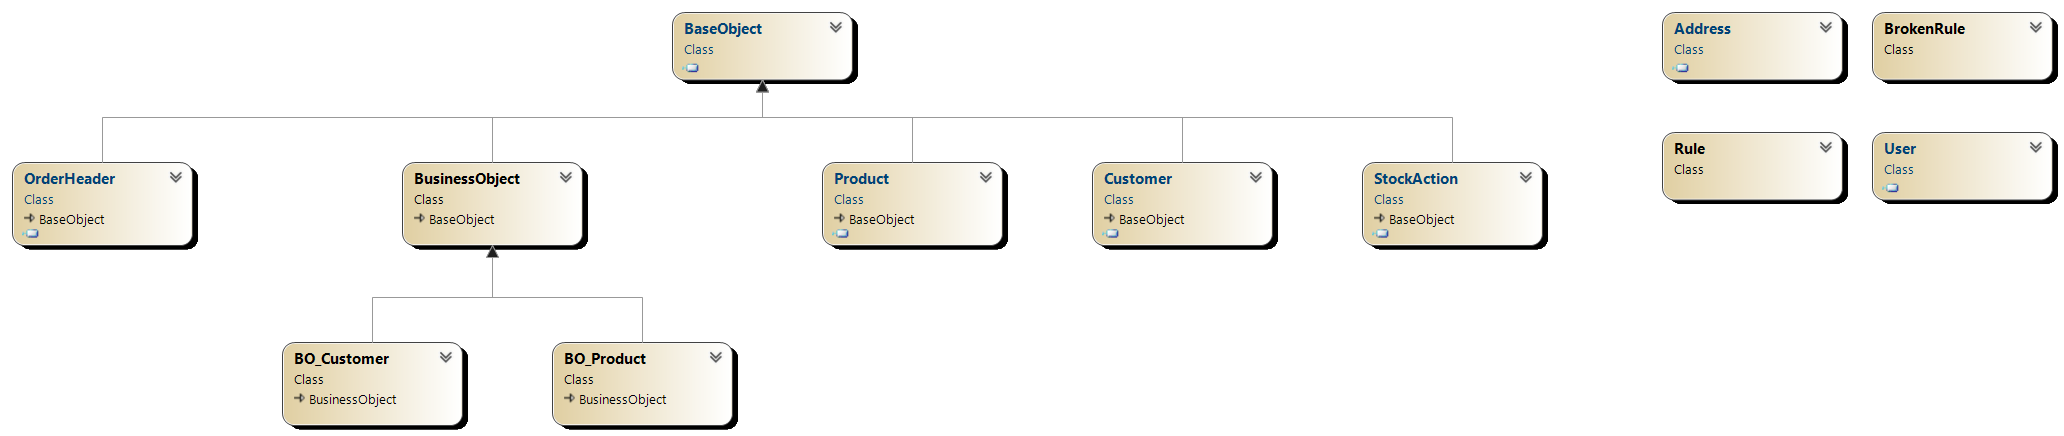 BaseObject
Class
Address
Class
BrokenRule
Class
Rule
Class
User
Class
OrderHeader
Class
BaseObject
BusinessObject
Class
BaseObject
Product
Class
BaseObject
Customer
Class
BaseObject
StockAction
Class
BaseObject
BO_Customer
Class
BusinessObject
BO_Product
Class
BusinessObject